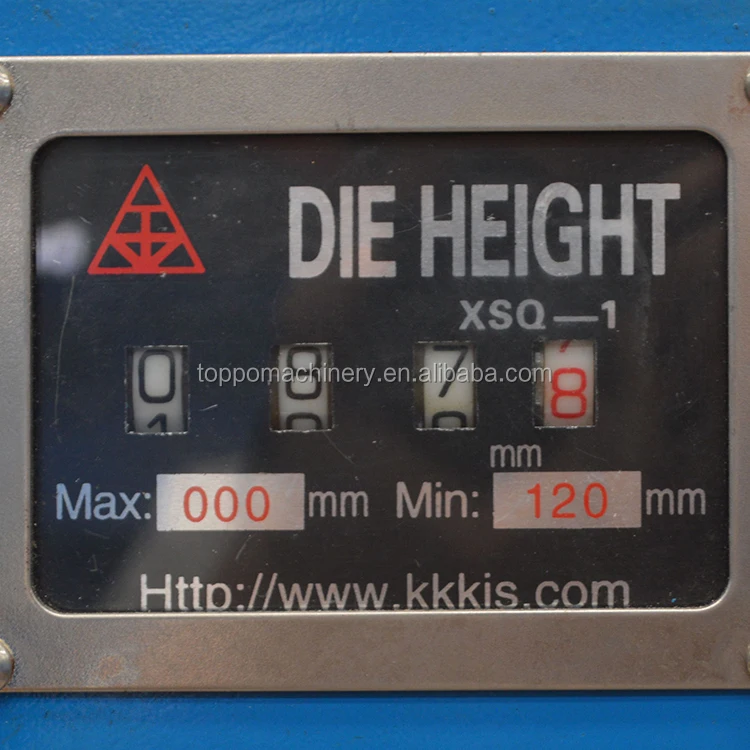 DIE HEIGHT
XSQ—1
0 8 7 8
toppomachinery.en.alibaba.com
mm
Max: 000 mm Min: 120 mm
Http://www.kkkis.com